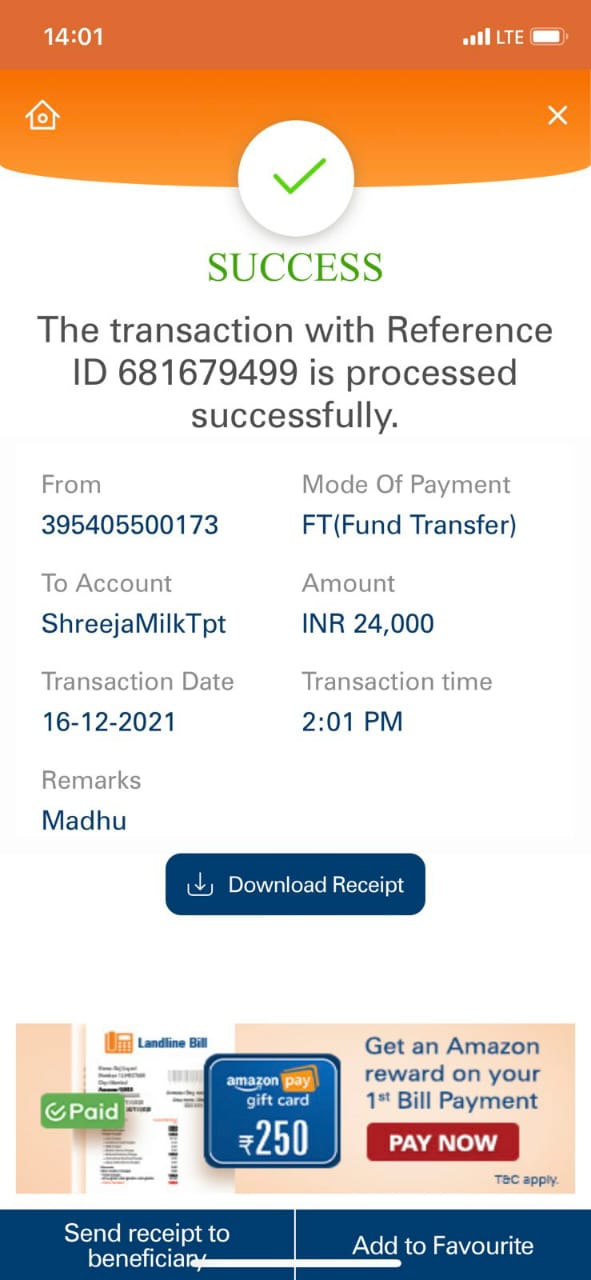 14:01
LTE
SUCCESS
The transaction with Reference
ID 681679499 is processed
successfully.
From
Mode Of Payment
395405500173
FT(Fund Transfer)
To Account
Amount
ShreejaMilkTpt
INR 24,000
Transaction Date
Transaction time
16-12-2021
2:01 PM
Remarks
Madhu
Download Receipt
Landline Bill
Paid
amazon pay
gift card
₹250
Get an Amazon
reward on your
1st Bill Payment
PAY NOW
T&C apply.
Send receipt to
beneficiary
Add to Favourite